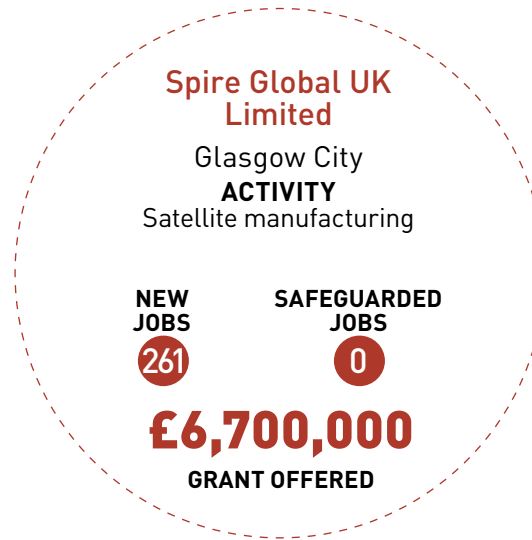 Spire Global UK
Limited
Glasgow City
ACTIVITY
Satellite manufacturing
NEW
JOBS
261
SAFEGUARDED
JOBS
0
£6,700,000
GRANT OFFERED